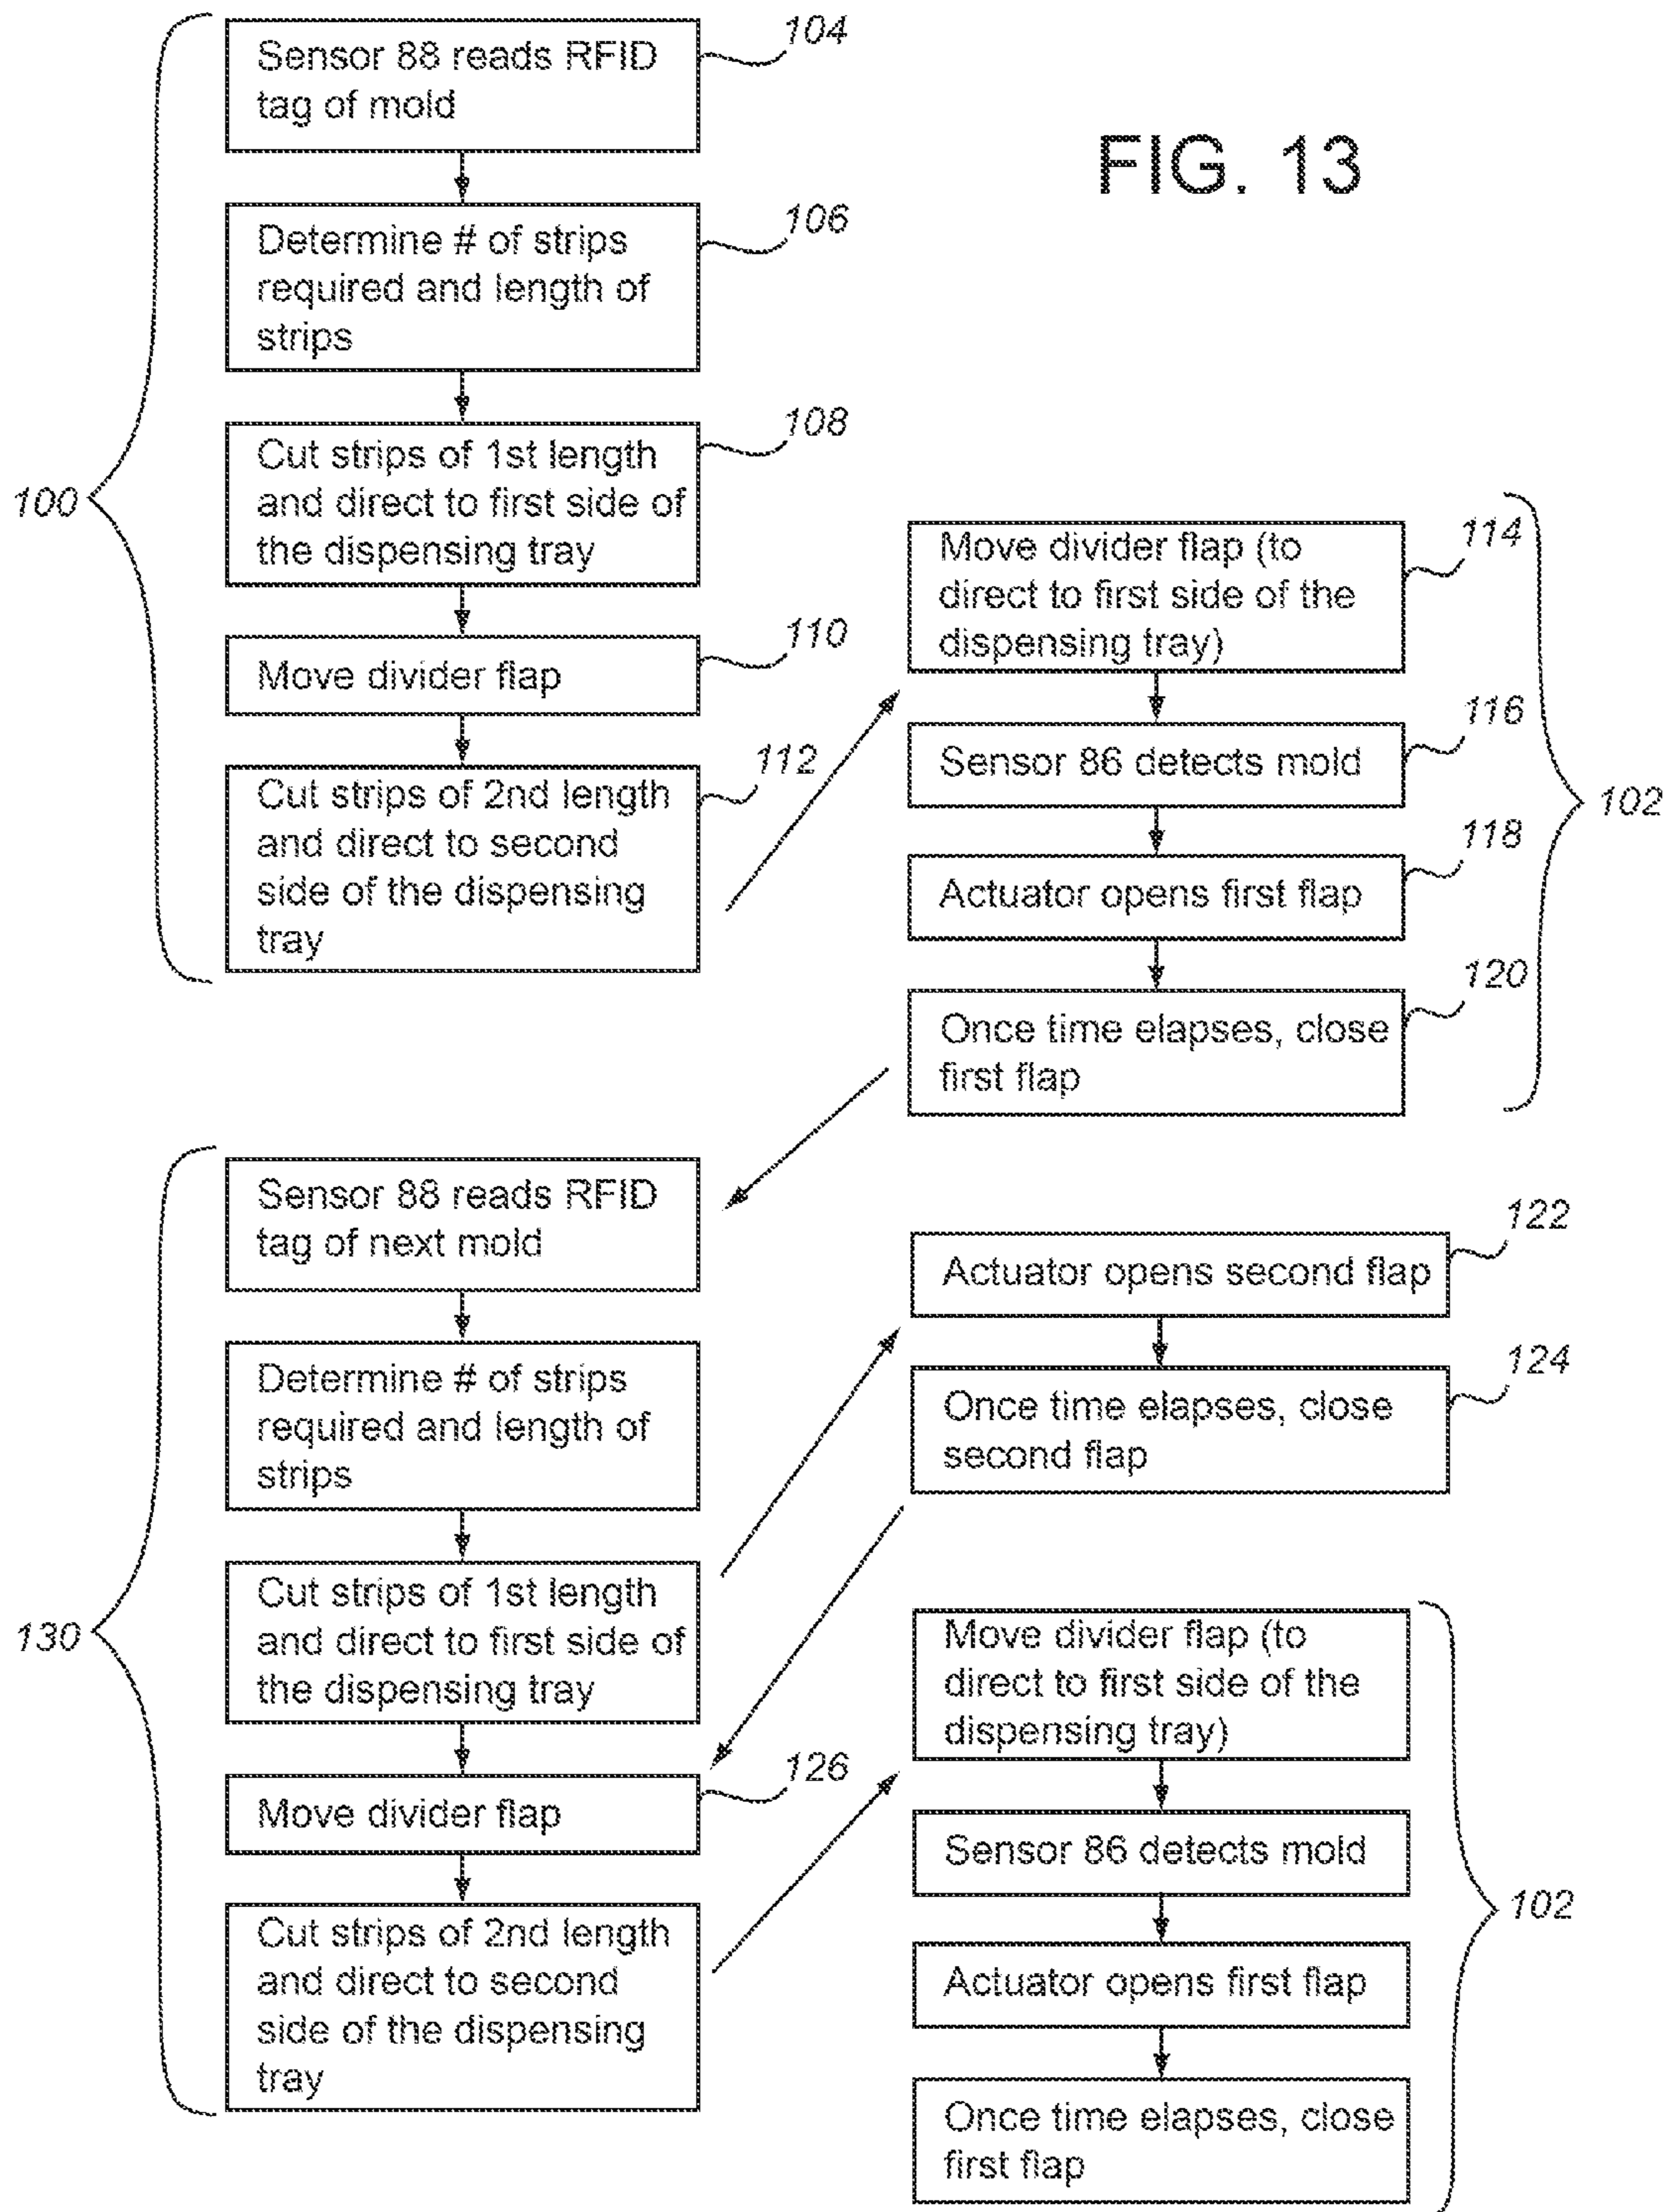 FIG. 13
100
Sensor 88 reads RFID
tag of mold
104
Determine # of strips
required and length of
strips
106
Cut strips of 1st length
and direct to first side of
the dispensing tray
108
Move divider flap
110
Cut strips of 2nd length
and direct to second
side of the dispensing
tray
112
Move divider flap (to
direct to first side of the
dispensing tray)
114
Sensor 86 detects mold
116
Actuator opens first flap
118
Once time elapses, close
first flap
120
102
130
Sensor 88 reads RFID
tag of next mold
Determine # of strips
required and length of
strips
Cut strips of 1st length
and direct to first side of
the dispensing tray
Actuator opens second flap
122
Once time elapses, close
second flap
124
Move divider flap
126
Cut strips of 2nd length
and direct to second
side of the dispensing
tray
Move divider flap (to
direct to first side of the
dispensing tray)
Sensor 86 detects mold
Actuator opens first flap
Once time elapses, close
first flap
102